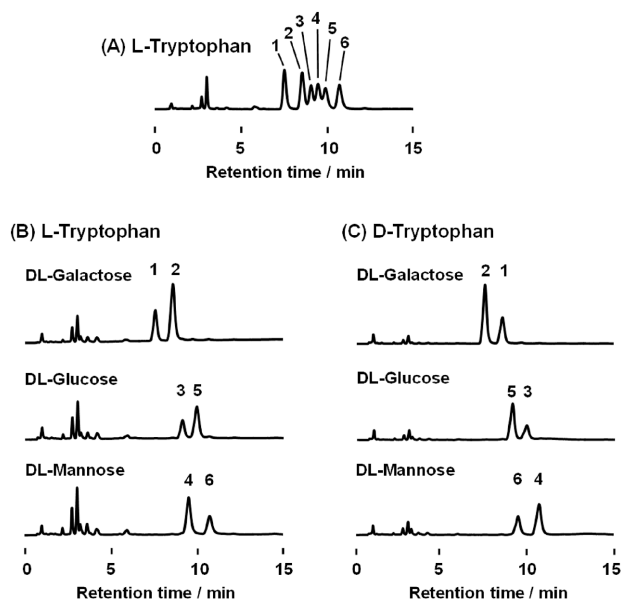 (A) L-Tryptophan
1 2 3 4 5 6
0 5 10 15
Retention time / min
(B) L-Tryptophan
DL-Galactose
1 2
DL-Glucose
3 5
DL-Mannose
4 6
0 5 10 15
Retention time / min
(C) D-Tryptophan
DL-Galactose
2 1
DL-Glucose
5 3
DL-Mannose
6 4
0 5 10 15
Retention time / min